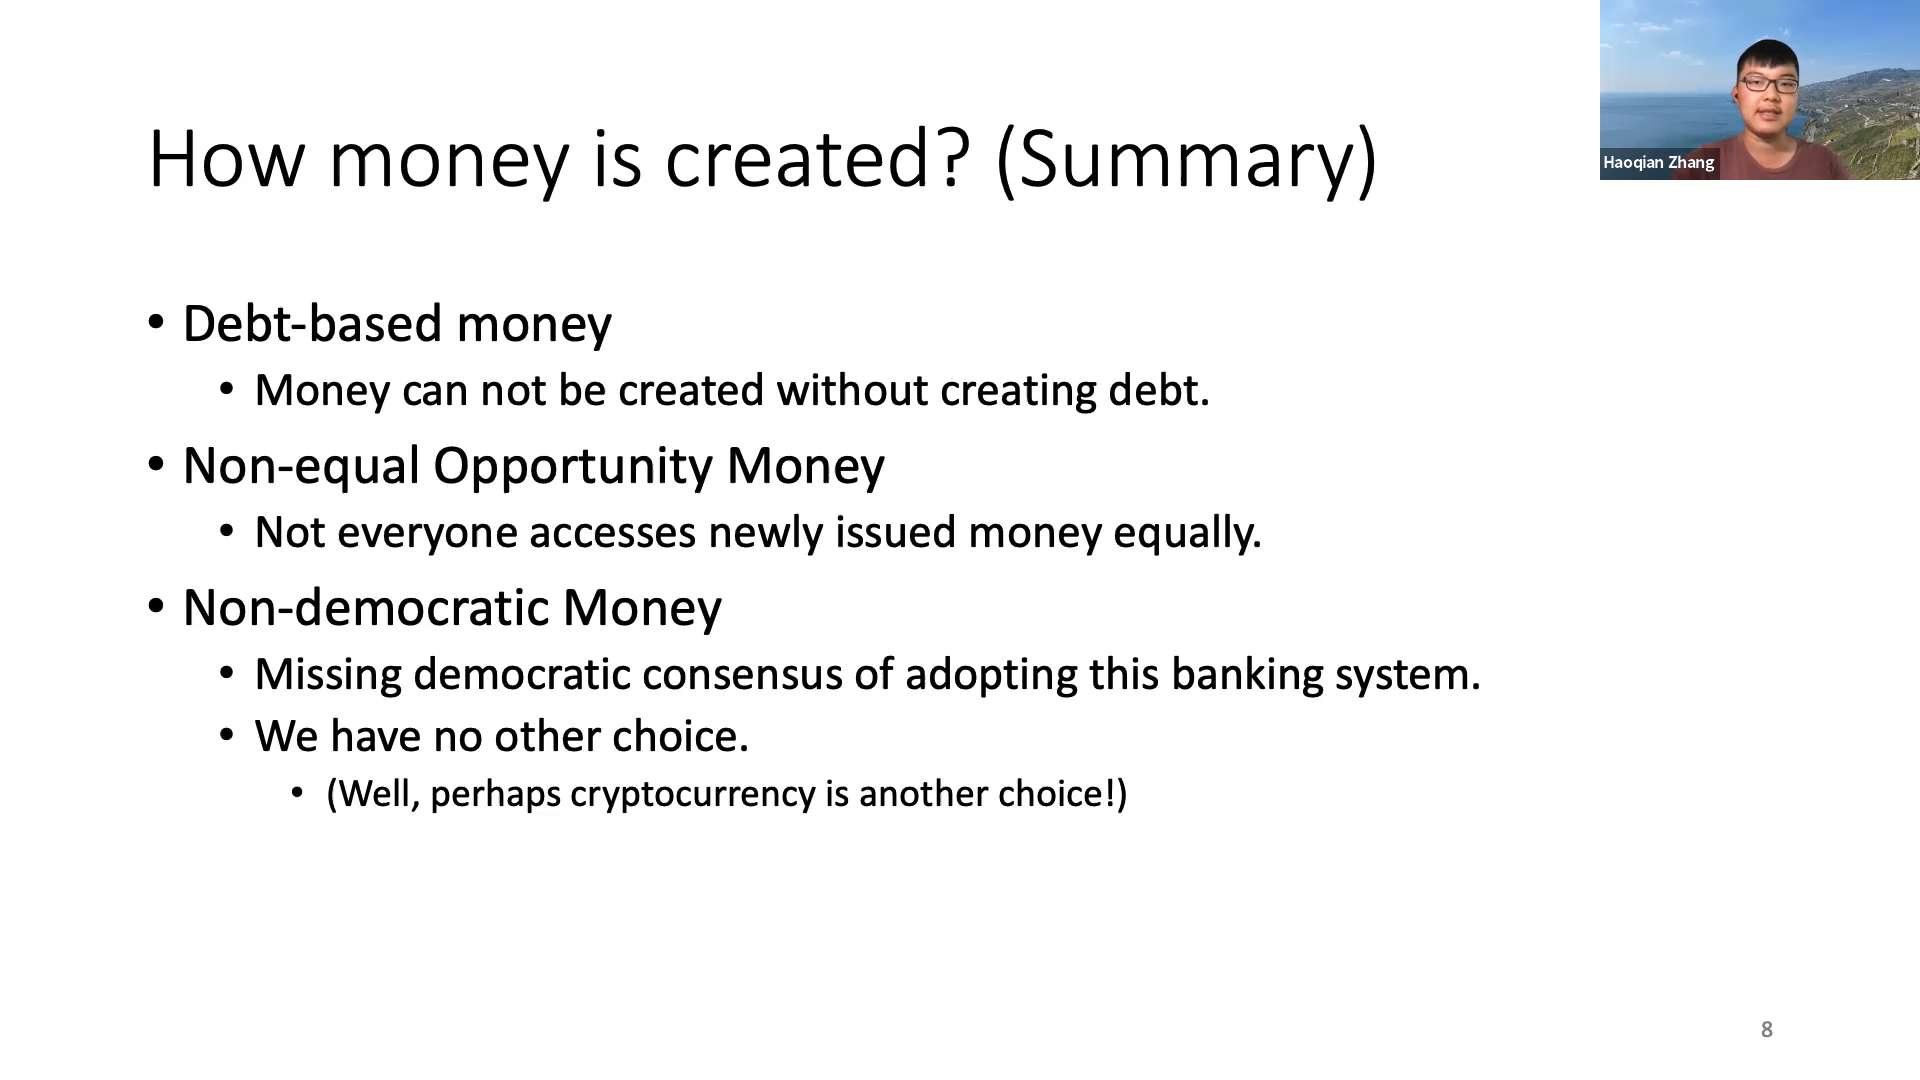 Haoqian Zhang
How money is created? (Summary)
• Debt-based money
• Money can not be created without creating debt.
• Non-equal Opportunity Money
• Not everyone accesses newly issued money equally.
• Non-democratic Money
• Missing democratic consensus of adopting this banking system.
• We have no other choice.
• (Well, perhaps cryptocurrency is another choice!)
8